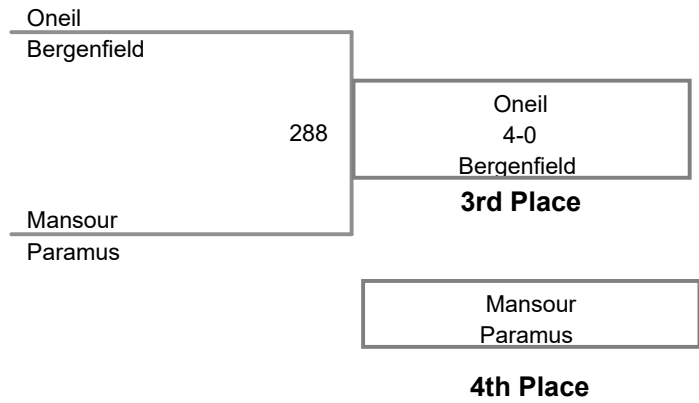 Oneil
Bergenfield
288
Oneil
4-0
Bergenfield
3rd Place
Mansour
Paramus
Mansour
Paramus
4th Place